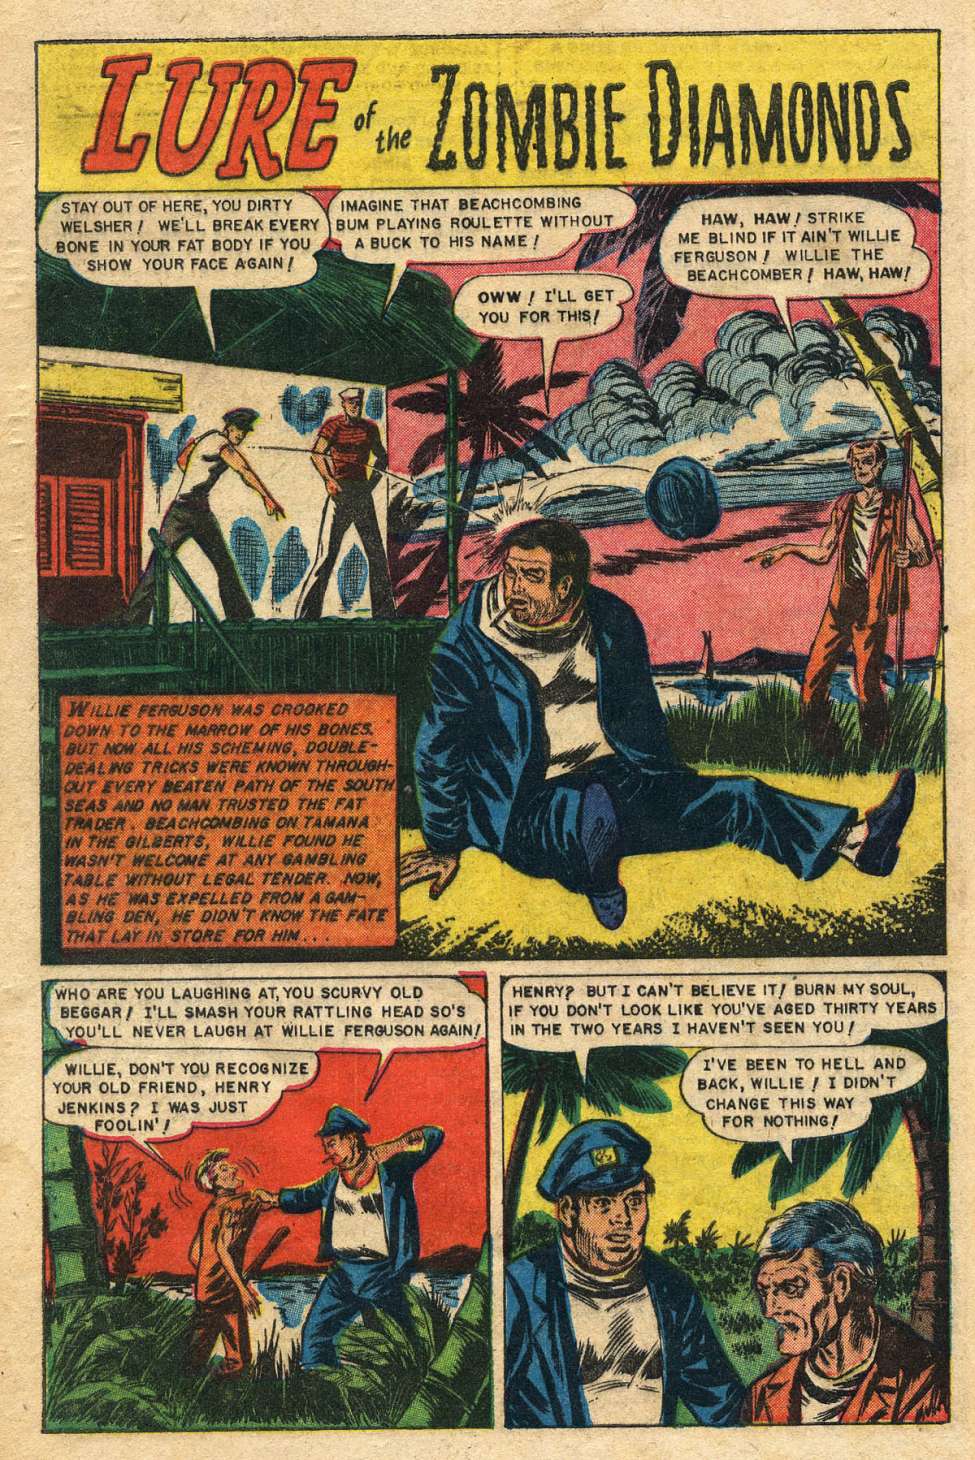 LURE of the ZOMBIE DIAMONDS
STAY OUT OF HERE, YOU DIRTY
WELSHER! WE'LL BREAK EVERY
BONE IN YOUR FAT BODY IF YOU
SHOW YOUR FACE AGAIN!
IMAGINE THAT BEACHCOMBING
BUM PLAYING ROULETTE WITHOUT
A BUCK TO HIS NAME!
OWW! I'LL GET
YOU FOR THIS!
HAW, HAW! STRIKE
ME BLIND IF IT AIN'T WILLIE
FERGUSON! WILLIE THE
BEACHCOMBER! HAW, HAW!
WILLIE FERGUSON WAS CROOKED
DOWN TO THE MARROW OF HIS BONES.
BUT NOW ALL HIS SCHEMING, DOUBLE-
DEALING TRICKS WERE KNOWN THROUGH-
OUT EVERY BEATEN PATH OF THE SOUTH
SEAS AND NO MAN TRUSTED THE FAT
TRADER. BEACHCOMBING ON TAMANA
IN THE GILBERTS, WILLIE FOUND HE
WASN'T WELCOME AT ANY GAMBLING
TABLE WITHOUT LEGAL TENDER. NOW,
AS HE WAS EXPELLED FROM A GAM-
BLING DEN, HE DIDN'T KNOW THE FATE
THAT LAY IN STORE FOR HIM...
WHO ARE YOU LAUGHING AT, YOU SCURVY OLD
BEGGAR! I'LL SMASH YOUR RATTLING HEAD SO'S
YOU'LL NEVER LAUGH AT WILLIE FERGUSON AGAIN!
WILLIE, DON'T YOU RECOGNIZE
YOUR OLD FRIEND, HENRY
JENKINS? I WAS JUST
FOOLIN'!
HENRY? BUT I CAN'T BELIEVE IT! BURN MY SOUL,
IF YOU DON'T LOOK LIKE YOU'VE AGED THIRTY YEARS
IN THE TWO YEARS I HAVEN'T SEEN YOU!
I'VE BEEN TO HELL AND
BACK, WILLIE! I DIDN'T
CHANGE THIS WAY
FOR NOTHING!